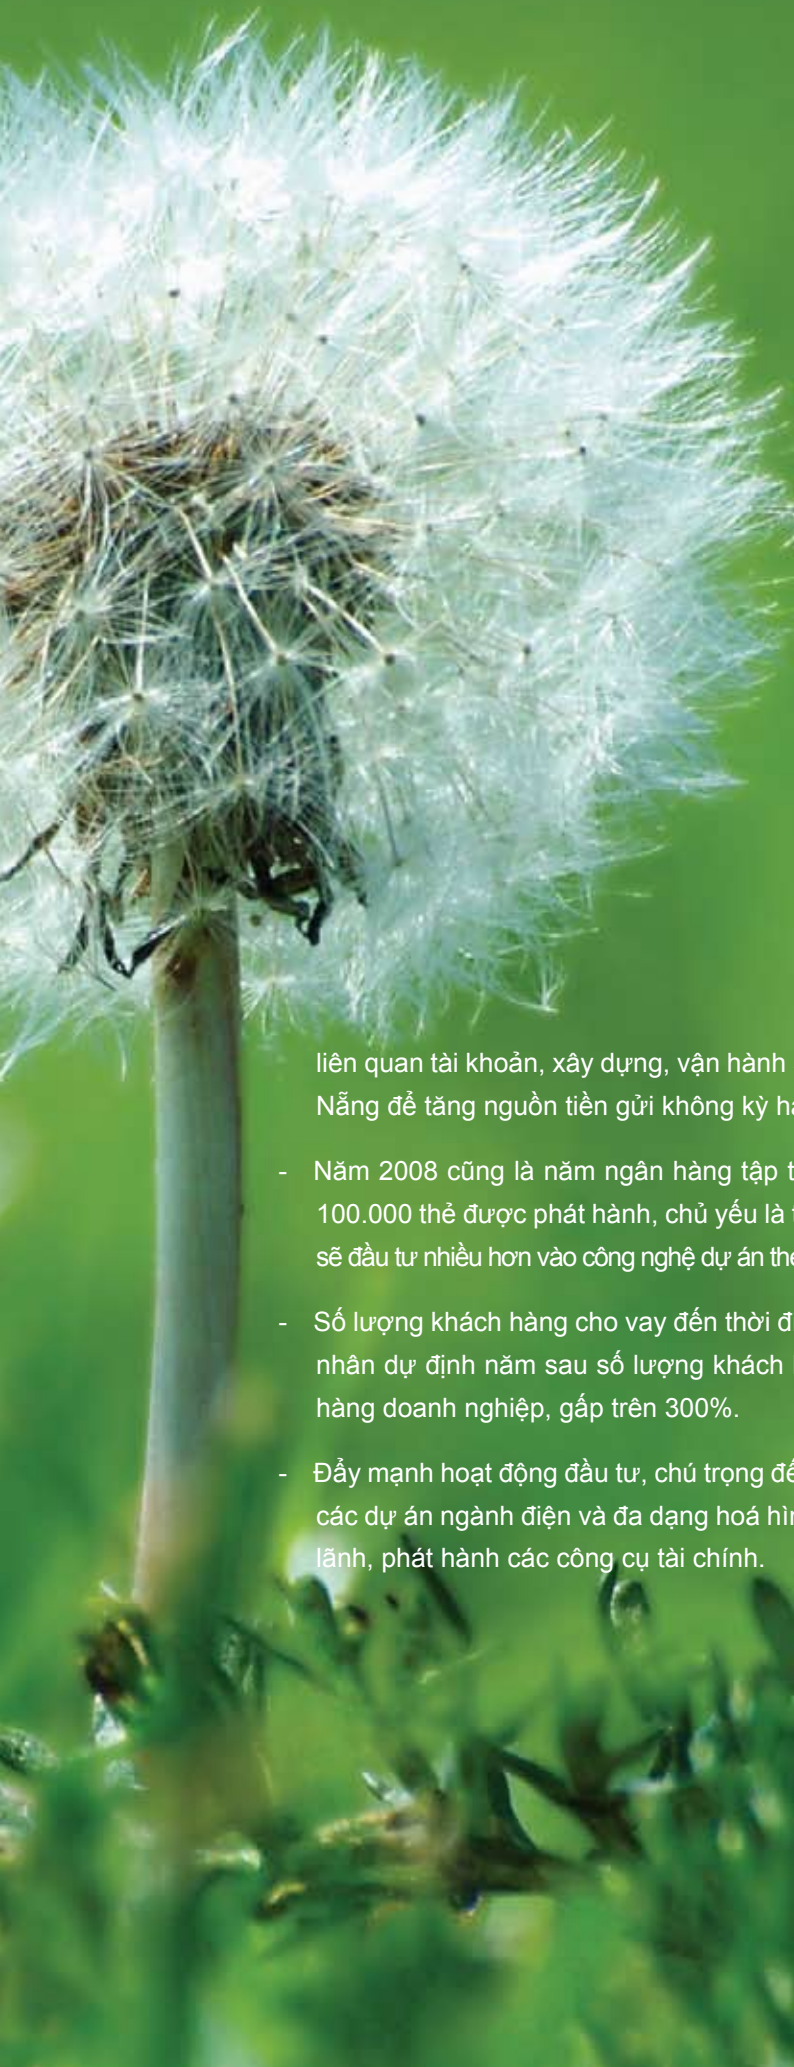 liên quan tài khoản, xây dựng, vận hành
Nẵng để tăng nguồn tiền gửi không kỳ
- Năm 2008 cũng là năm ngân hàng tập
100.000 thẻ được phát hành, chủ yếu là
sẽ đầu tư nhiều hơn vào công nghệ dự án
- Số lượng khách hàng cho vay đến thời
nhân dự định năm sau số lượng khách
hàng doanh nghiệp, gấp trên 300%.
- Đẩy mạnh hoạt động đầu tư, chú trọng
các dự án ngành điện và đa dạng hoá
lãnh, phát hành các công cụ tài chính.